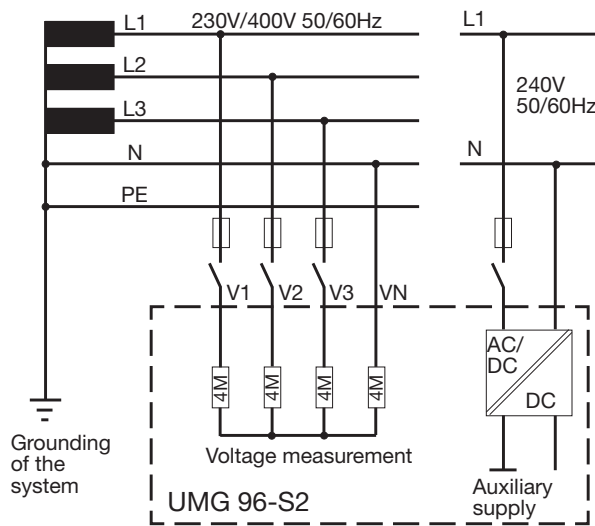 L1
230V/400V 50/60Hz
L1
L2
240V
50/60Hz
L3
N
N
PE
V1
V2
V3
VN
4M
4M
4M
4M
AC/
DC
DC
Grounding
of the
system
Voltage measurement
Auxiliary
supply
UMG 96-S2